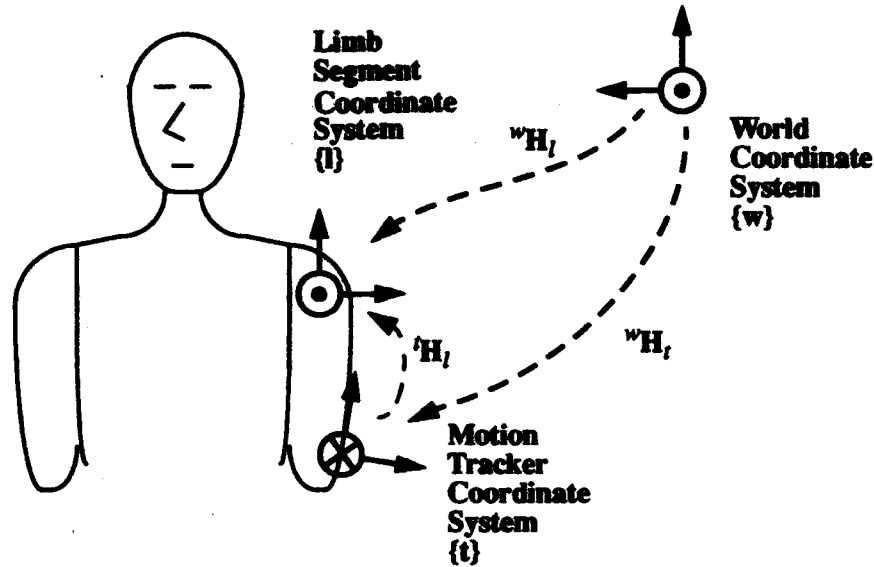 Limb
Segment
Coordinate
System
{l}
ʷHₗ
World
Coordinate
System
{w}
ᵗHₗ
ʷHₜ
Motion
Tracker
Coordinate
System
{t}